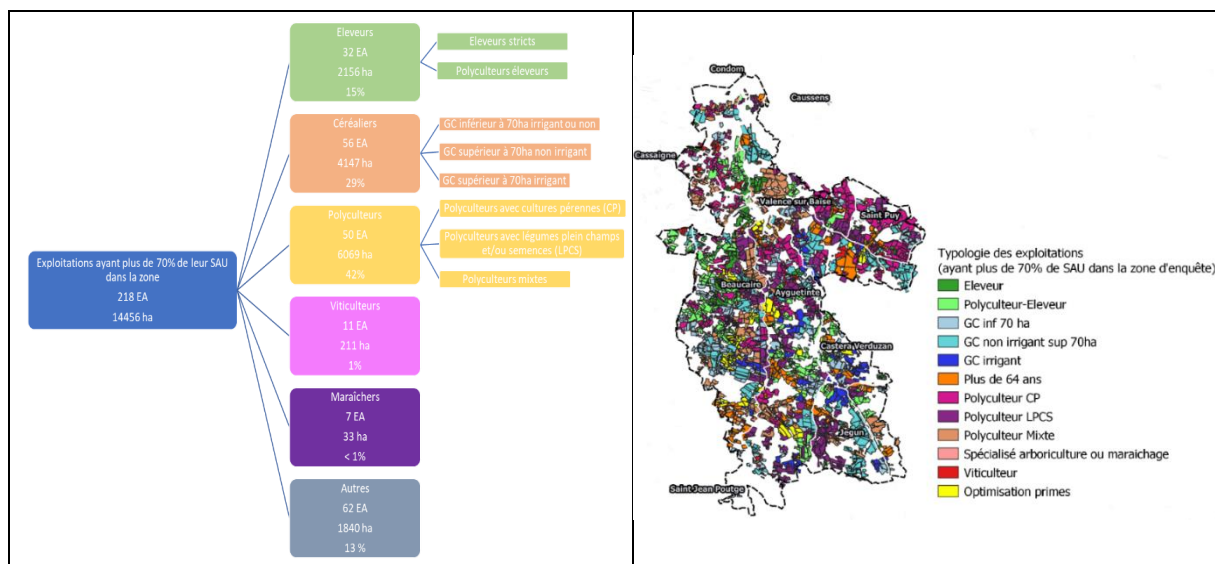 Exploitations ayant plus de 70% de leur SAU
dans la zone
218 EA
14456 ha
Eleveurs
32 EA
2156 ha
15%
Eleveurs stricts
Polyculteurs éleveurs
Céréaliers
56 EA
4147 ha
29%
GC inférieur à 70ha irrigant ou non
GC supérieur à 70ha non irrigant
GC supérieur à 70ha irrigant
Polyculteurs
50 EA
6069 ha
42%
Polyculteurs avec cultures pérennes (CP)
Polyculteurs avec légumes plein champs
et/ou semences (LPCS)
Polyculteurs mixtes
Viticulteurs
11 EA
211 ha
1%
Maraîchers
7 EA
33 ha
< 1%
Autres
62 EA
1840 ha
13 %
Condom
Caussens
Cassaigne
Valence sur Baise
Saint Puy
Beaucaire
Ayguetinte
Castera Verduzan
Jegun
Saint Jean Poutge
Typologie des exploitations
(ayant plus de 70% de SAU dans la zone d'enquête)
Eleveur
Polyculteur-Eleveur
GC inf 70 ha
GC non irrigant sup 70ha
GC irrigant
Plus de 64 ans
Polyculteur CP
Polyculteur LPCS
Polyculteur Mixte
Spécialisé arboriculture ou maraichage
Viticulteur
Optimisation primes